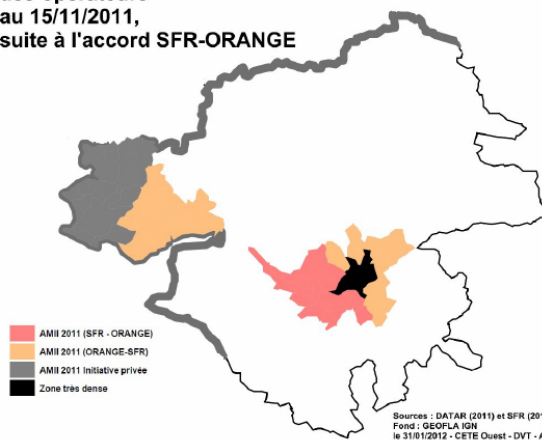 des opérateurs
au 15/11/2011,
suite à l'accord SFR-ORANGE
AMII 2011 (SFR - ORANGE)
AMII 2011 (ORANGE-SFR)
AMII 2011 Initiative privée
Zone très dense
Sources : DATAR (2011) et SFR
Fond : GEOFLA IGN
le 31/01/2012 - CETE Ouest - DVT -